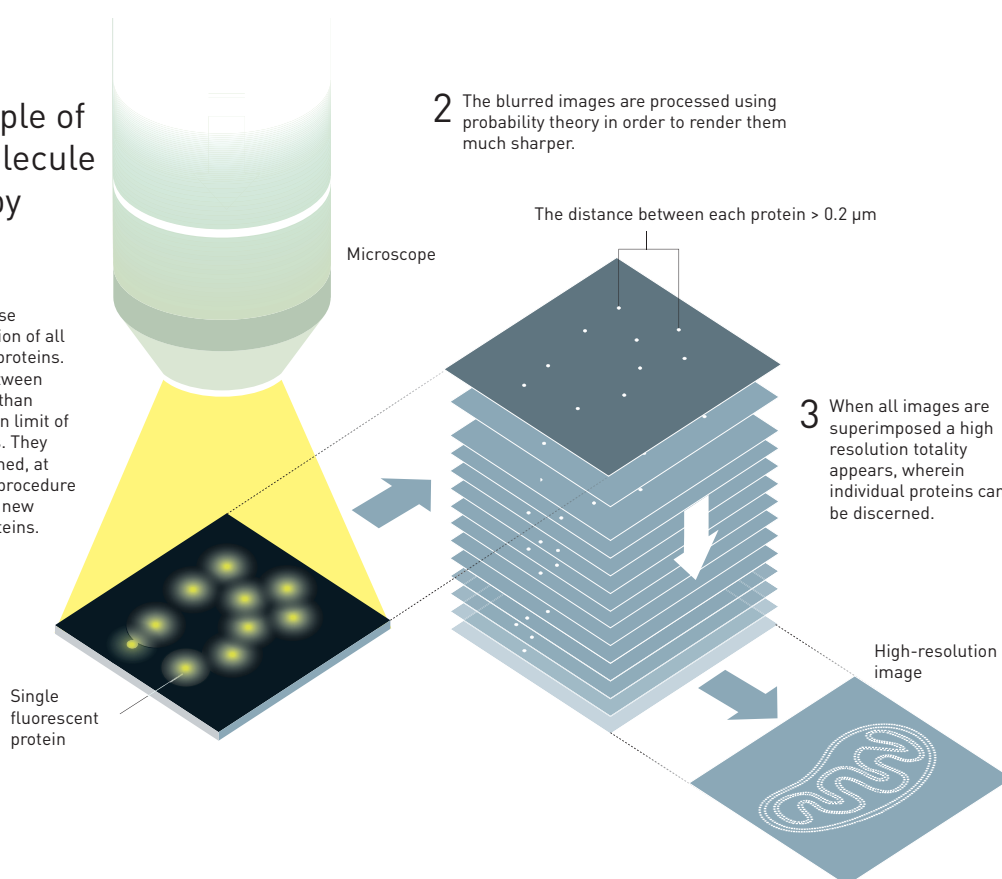 ple of
lecule
by
se
ion of all
proteins.
tween
than
n limit of
s. They
ned, at
procedure
new
teins.
Microscope
Single
fluorescent
protein
2 The blurred images are processed using
probability theory in order to render them
much sharper.
The distance between each protein > 0.2 µm
3 When all images are
superimposed a high
resolution totality
appears, wherein
individual proteins can
be discerned.
High-resolution
image